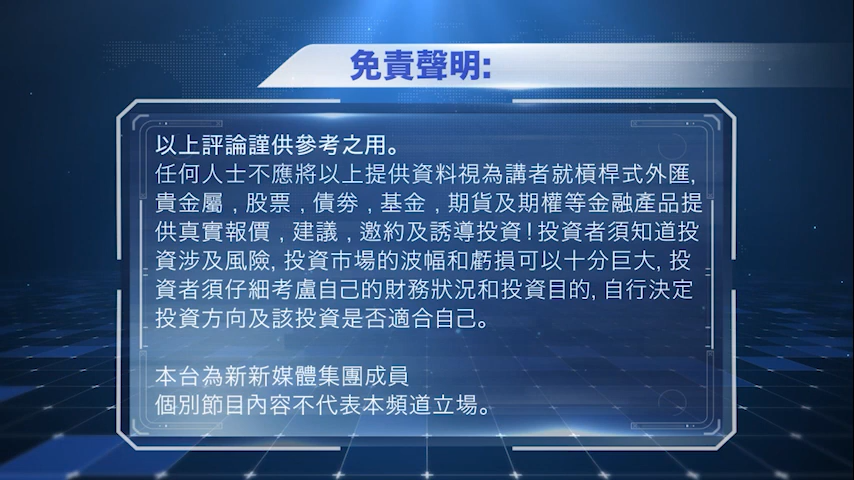 免責聲明:
以上評論謹供參考之用。
任何人士不應將以上提供資料視為講者就槓桿式外匯,
貴金屬，股票，債券，基金，期貨及期權等金融產品提
供真實報價，建議，邀約及誘導投資!投資者須知道投
資涉及風險, 投資市場的波幅和虧損可以十分巨大, 投
資者須仔細考慮自己的財務狀況和投資目的, 自行決定
投資方向及該投資是否適合自己。
本台為新新媒體集團成員
個別節目內容不代表本頻道立場。